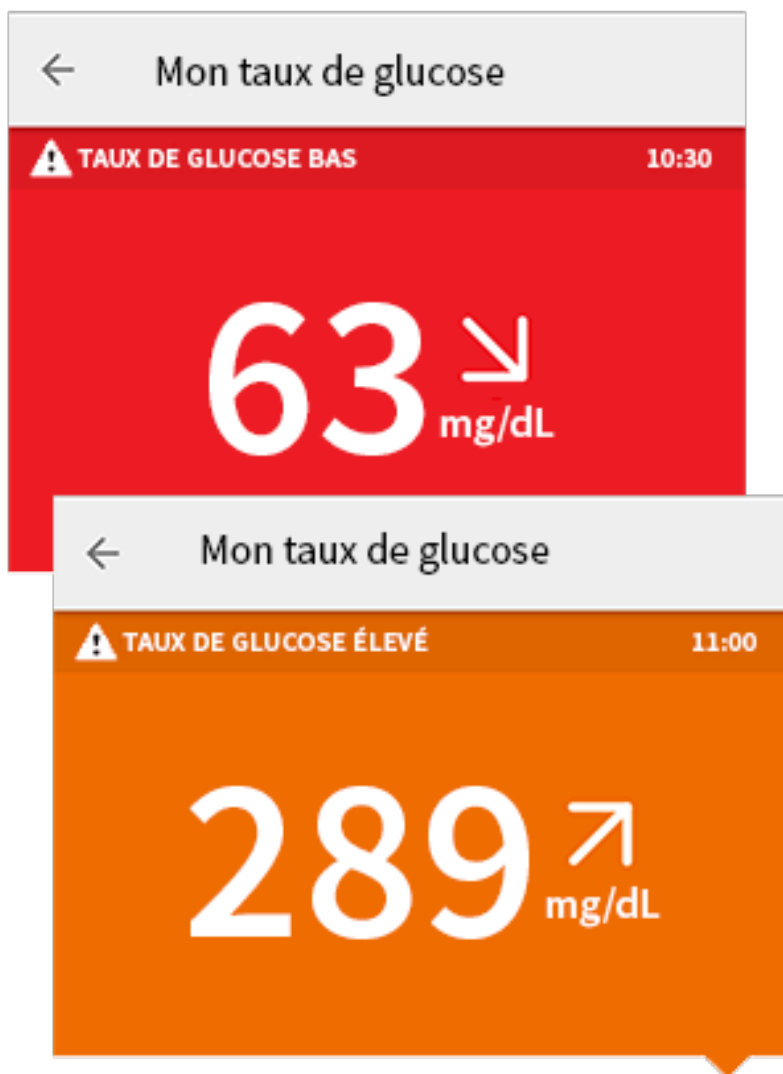 Mon taux de glucose
TAUX DE GLUCOSE BAS 10:30
63 mg/dL
Mon taux de glucose
TAUX DE GLUCOSE ÉLEVÉ 11:00
289 mg/dL